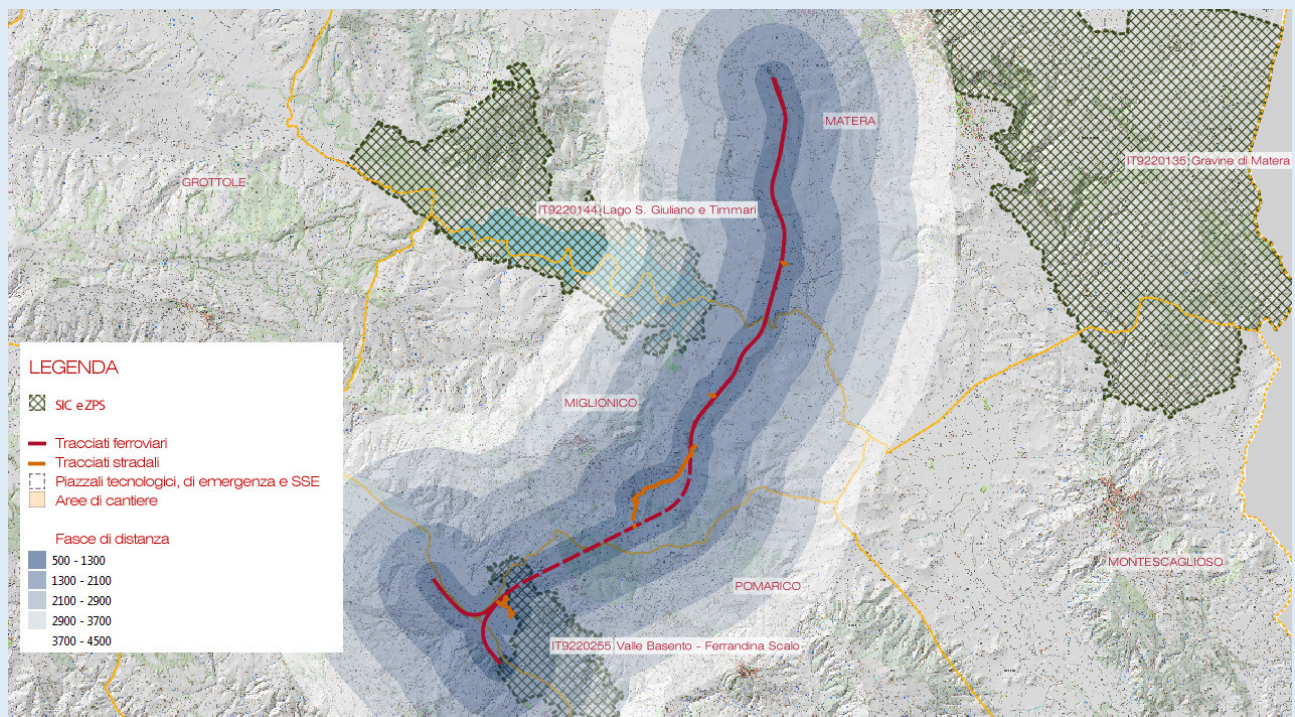 MATERA
IT9220135 Gravine di Matera
GROTTOLE
IT9220144 Lago S. Giuliano e Timmari
LEGENDA
SIC e ZPS
Tracciati ferroviari
Tracciati stradali
Piazzali tecnologici, di emergenza e SSE
Aree di cantiere
Fasce di distanza
500 - 1300
1300 - 2100
2100 - 2900
2900 - 3700
3700 - 4500
MIGLIONICO
MONTESCAGLIOSO
POMARICO
IT9220255 Valle Basento - Ferrandina Scalo